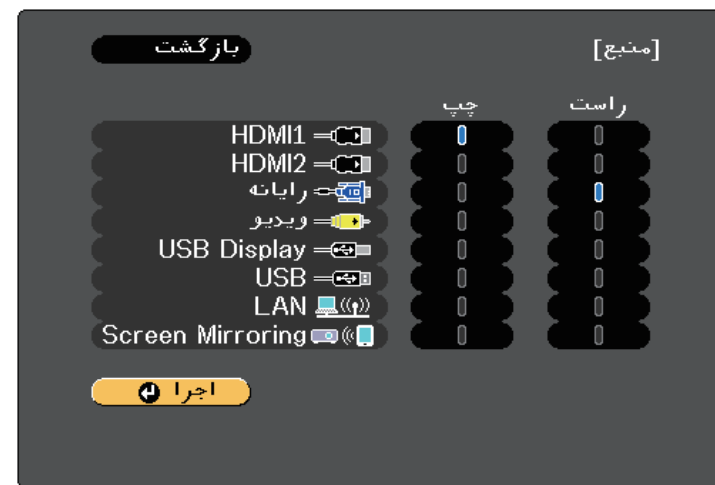 [منبع] بازگشت
راست چپ
HDMI1
HDMI2
رایانه
ویدیو
USB Display
USB
LAN
Screen Mirroring
اجرا